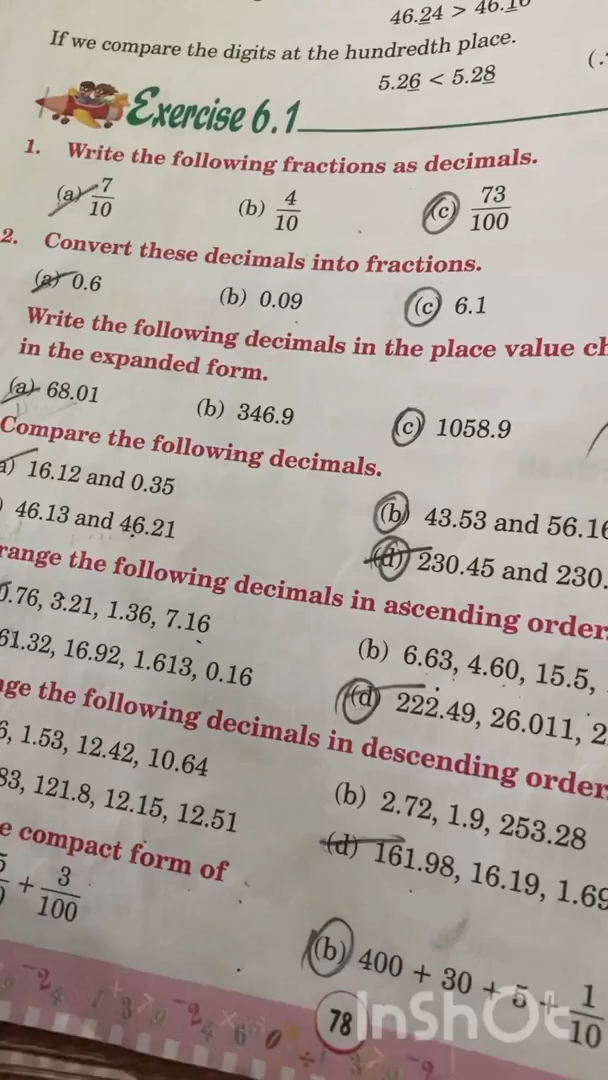 46.24 > 46.16
If we compare the digits at the hundredth place.
5.26 < 5.28
Exercise 6.1
1. Write the following fractions as decimals.
(a) 7/10 (b) 4/10 (c) 73/100
2. Convert these decimals into fractions.
(a) 0.6 (b) 0.09 (c) 6.1
Write the following decimals in the place value
in the expanded form.
(a) 68.01 (b) 346.9 (c) 1058.9
Compare the following decimals.
a) 16.12 and 0.35 (b) 43.53 and 56.16
) 46.13 and 46.21 (d) 230.45 and 230.
range the following decimals in ascending order.
0.76, 3.21, 1.36, 7.16 (b) 6.63, 4.60, 15.5,
61.32, 16.92, 1.613, 0.16 (d) 222.49, 26.011, 2
nge the following decimals in descending order
6, 1.53, 12.42, 10.64 (b) 2.72, 1.9, 253.28
83, 121.8, 12.15, 12.51 (d) 161.98, 16.19, 1.69
e compact form of
+ 3/100 (b) 400 + 30 + 5 + 1/10
78
InShOt